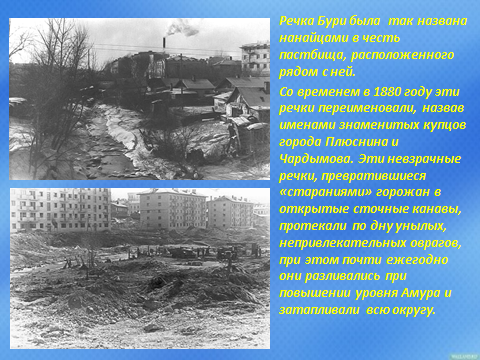 Речка Бури была так названа
нанайцами в честь
пастбища, расположенного
рядом с ней.
Со временем в 1880 году эти
речки переименовали, назвав
именами знаменитых купцов
города Плюснина и
Чардымова. Эти невзрачные
речки, превратившиеся
«стараниями» горожан в
открытые сточные канавы,
протекали по дну унылых,
непривлекательных оврагов,
при этом почти ежегодно
они разливались при
повышении уровня Амура и
затапливали всю округу.